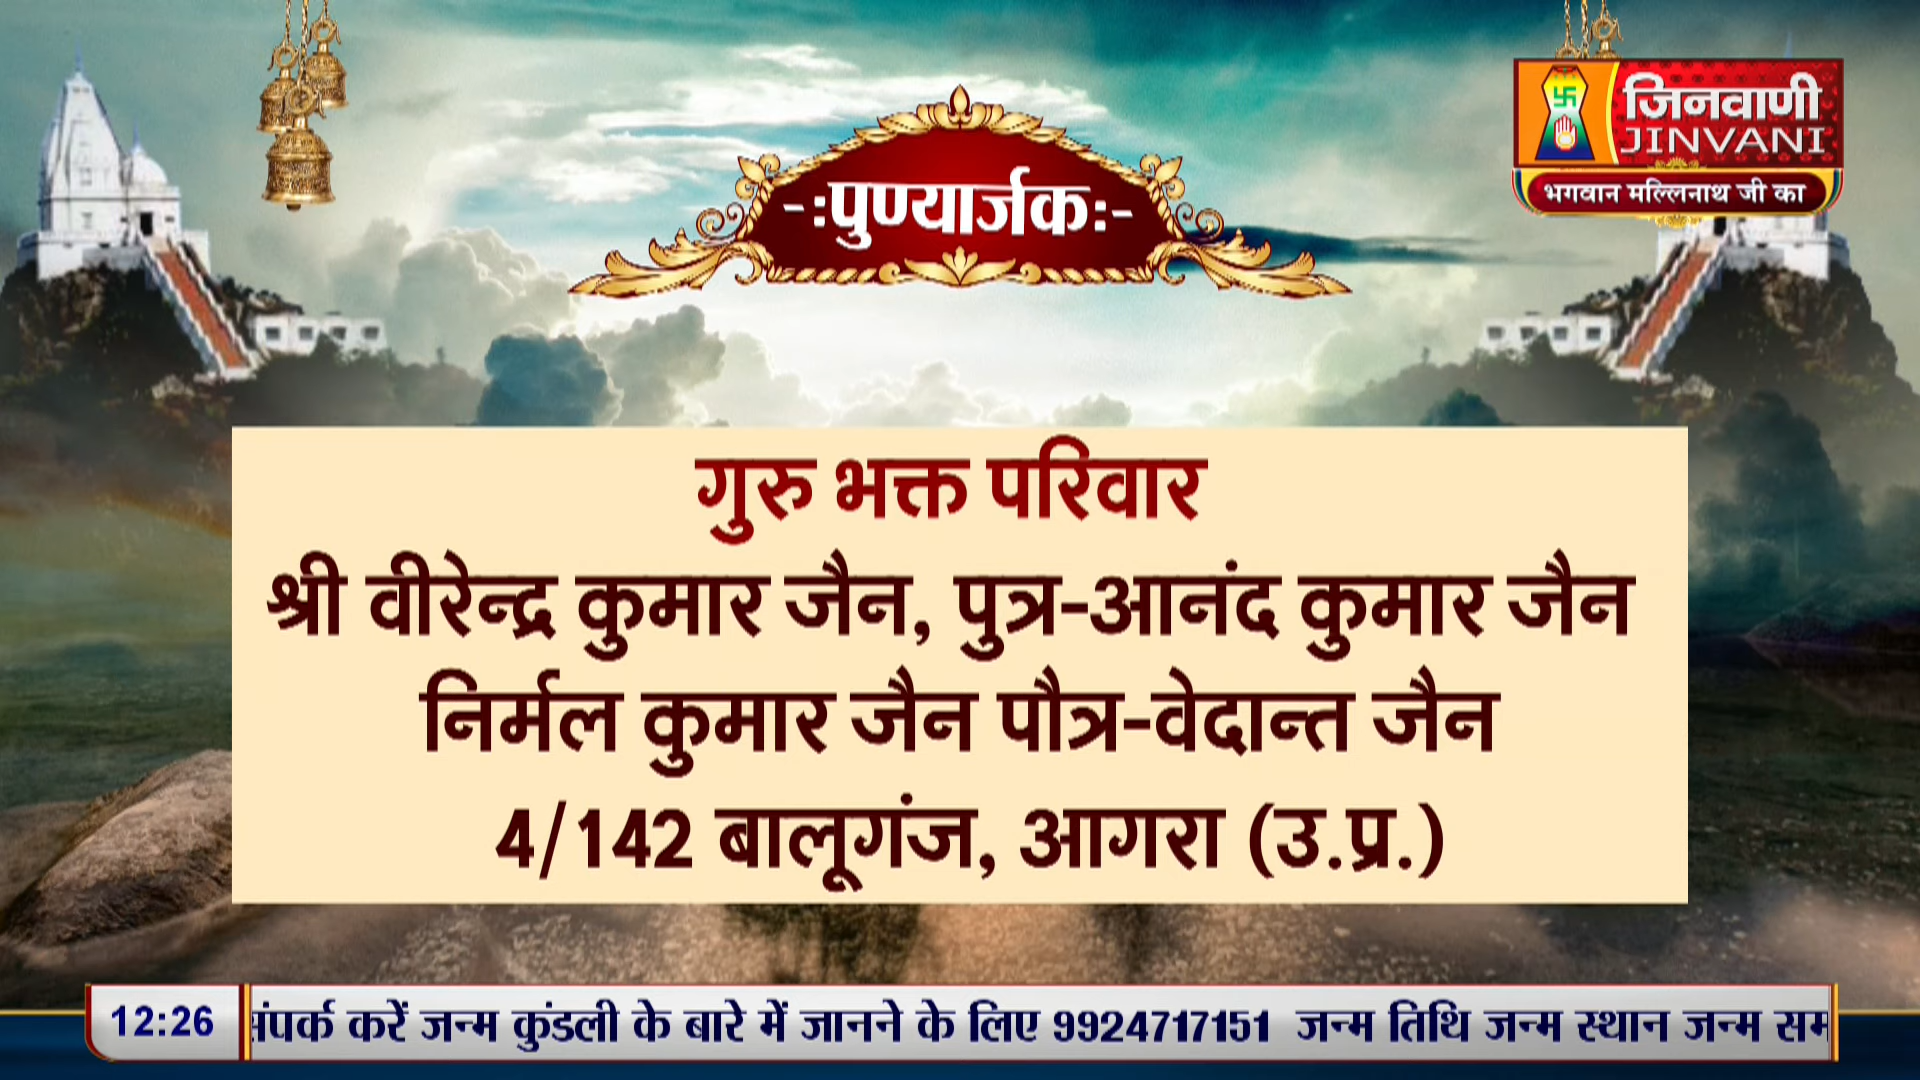 जिनवाणी
JINVANI
भगवान मल्लिनाथ जी का
-:पुण्यार्जक:-
गुरु भक्त परिवार
श्री वीरेन्द्र कुमार जैन, पुत्र-आनंद कुमार जैन
निर्मल कुमार जैन पौत्र-वेदान्त जैन
4/142 बालूगंज, आगरा (उ.प्र.)
12:26
संपर्क करें जन्म कुंडली के बारे में जानने के लिए 9924717151 जन्म तिथि जन्म स्थान जन्म